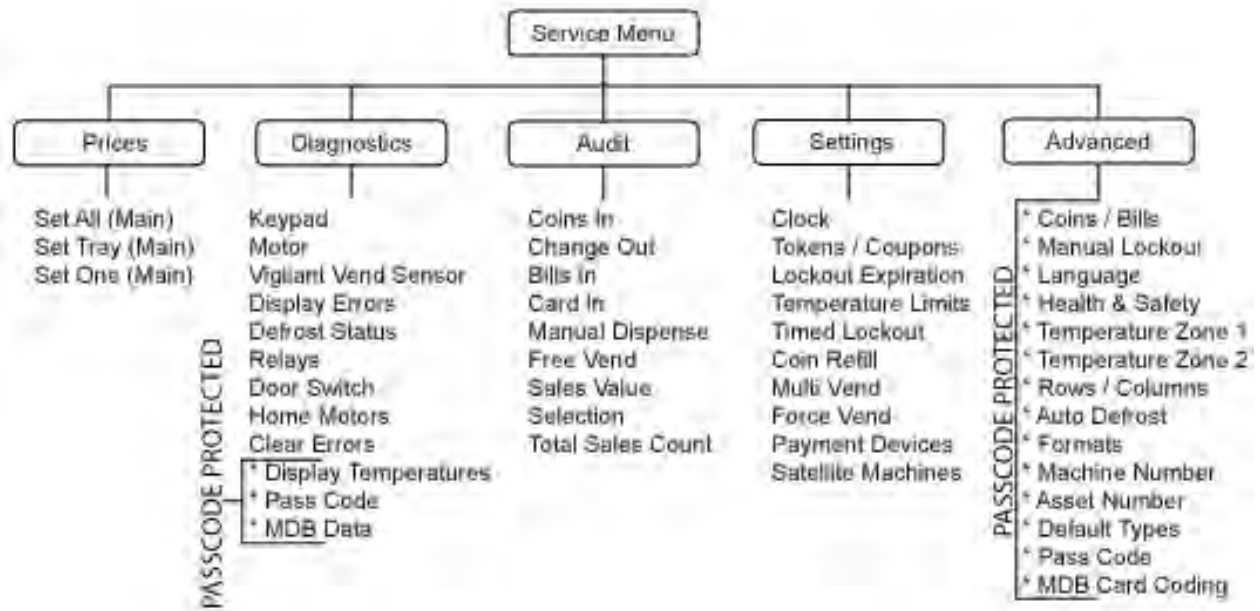 Service Menu
Prices
Set All (Main)
Set Tray (Main)
Set One (Main)
Diagnostics
Keypad
Motor
Vigilant Vend Sensor
Display Errors
Defrost Status
Relays
Door Switch
Home Motors
Clear Errors
PASSCODE PROTECTED
* Display Temperatures
* Pass Code
* MDB Data
Audit
Coins In
Change Out
Bills In
Card In
Manual Dispense
Free Vend
Sales Value
Selection
Total Sales Count
Settings
Clock
Tokens / Coupons
Lockout Expiration
Temperature Limits
Timed Lockout
Coin Refill
Multi Vend
Force Vend
Payment Devices
Satellite Machines
Advanced
PASSCODE PROTECTED
* Coins / Bills
* Manual Lockout
* Language
* Health & Safety
* Temperature Zone 1
* Temperature Zone 2
* Rows / Columns
* Auto Defrost
* Formats
* Machine Number
* Asset Number
* Default Types
* Pass Code
* MDB Card Coding